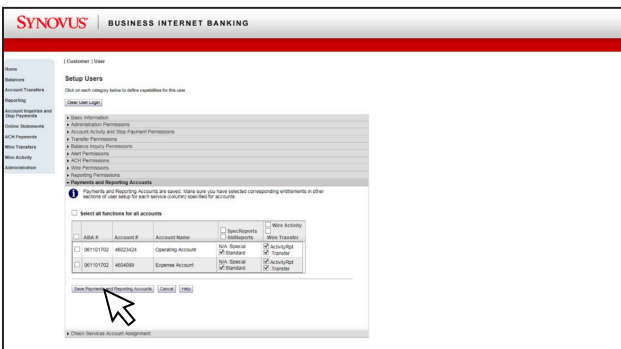 SYNOVUS® | BUSINESS INTERNET BANKING
| Customer | User
Home
Balances
Account Transfers
Reporting
Account Inquiries and
Stop Payments
Online Statements
ACH Payments
Wire Transfers
Wire Activity
Administration
Setup Users
Click on each category below to define capabilities for this user.
Clear User Login
Basic Information
Administration Permissions
Account Activity and Stop Payment Permissions
Transfer Permissions
Balance Inquiry Permissions
Alert Permissions
ACH Permissions
Wire Permissions
Reporting Permissions
Payments and Reporting Accounts
Payments and Reporting Accounts are saved. Make sure you have selected corresponding entitlements in other
sections of user setup for each service (column) specified for accounts.
Select all functions for all accounts
ABA # Account # Account Name SpecReports StdReports Wire Activity Wire Transfer
061101702 46023424 Operating Account N/A :Special :Standard :ActivityRpt :Transfer
061101702 4604089 Expense Account N/A :Special :Standard :ActivityRpt :Transfer
Save Payments and Reporting Accounts Cancel Help
Check Services Account Assignment